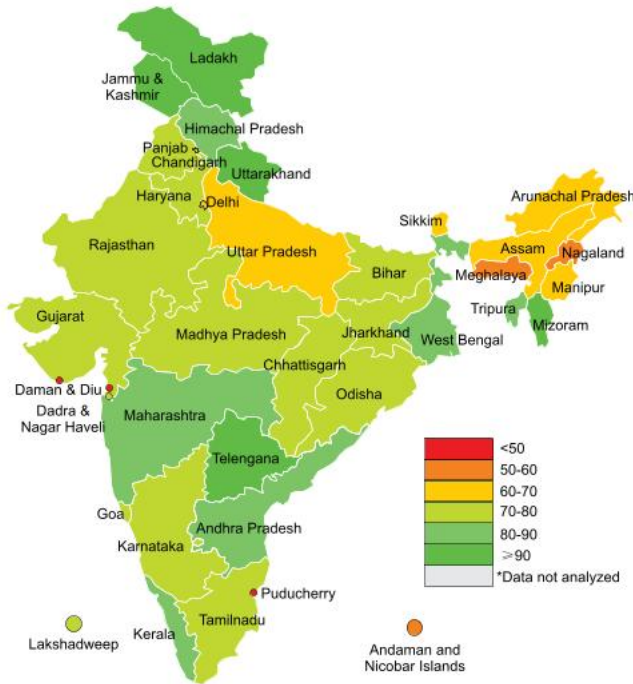 Ladakh
Jammu &
Kashmir
Himachal Pradesh
Panjab
Chandigarh
Uttarakhand
Haryana
Delhi
Arunachal Pradesh
Sikkim
Rajasthan
Uttar Pradesh
Assam
Nagaland
Bihar
Meghalaya
Manipur
Gujarat
Tripura
Madhya Pradesh
Jharkhand
West Bengal
Mizoram
Chhattisgarh
Daman & Diu
Odisha
Dadra &
Nagar Haveli
Maharashtra
Telengana
<50
50-60
60-70
70-80
80-90
⩾90
*Data not analyzed
Goa
Andhra Pradesh
Karnataka
Puducherry
Tamilnadu
Kerala
Lakshadweep
Andaman and
Nicobar Islands